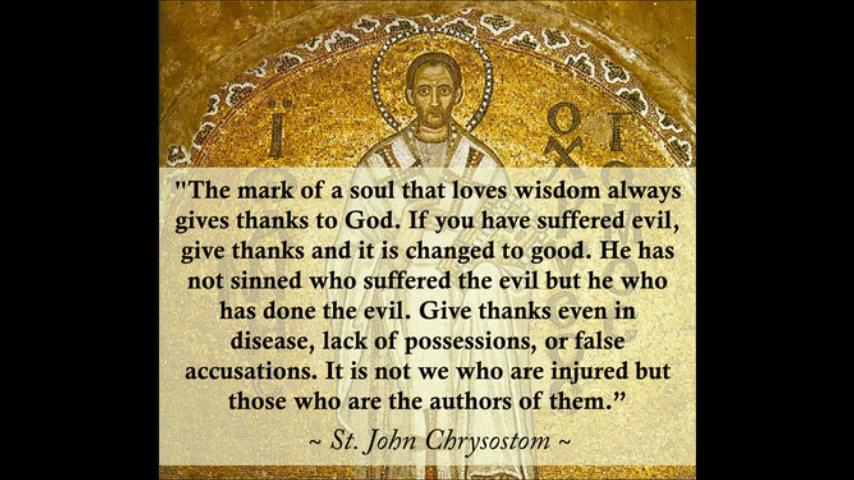 "The mark of a soul that loves wisdom always
gives thanks to God. If you have suffered evil,
give thanks and it is changed to good. He has
not sinned who suffered the evil but he who
has done the evil. Give thanks even in
disease, lack of possessions, or false
accusations. It is not we who are injured but
those who are the authors of them.”
~ St. John Chrysostom ~